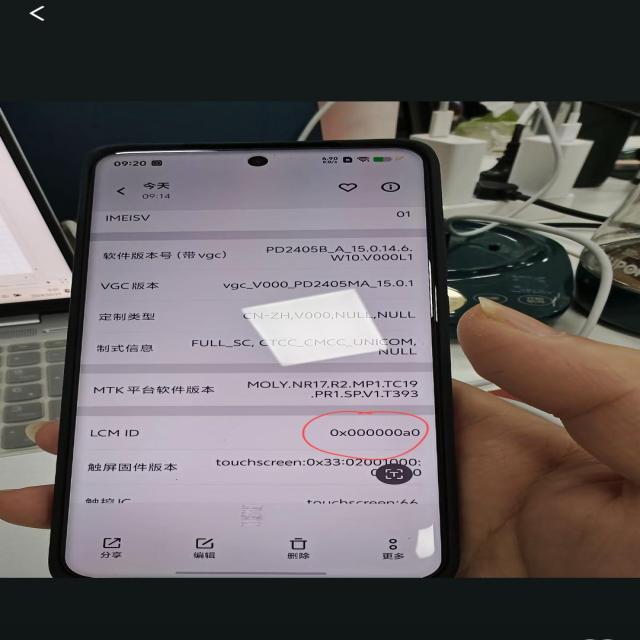 09:20
今天
09:14
IMEISV 01
软件版本号(带vgc) PD2405B_A_15.0.14.6.
W10.V000L1
VGC版本 vgc_V000_PD2405MA_15.0.1
定制类型 CN-ZH,V000,NULL,NULL
制式信息 FULL_SC, CTCC_CMCC_UNICOM,
NULL
MTK平台软件版本 MOLY.NR17.R2.MP1.TC19
.PR1.SP.V1.T393
LCM ID 0x000000a0
触屏固件版本 touchscreen:0x33:02001000:
触控IC touchscreen:66
分享 编辑 删除 更多